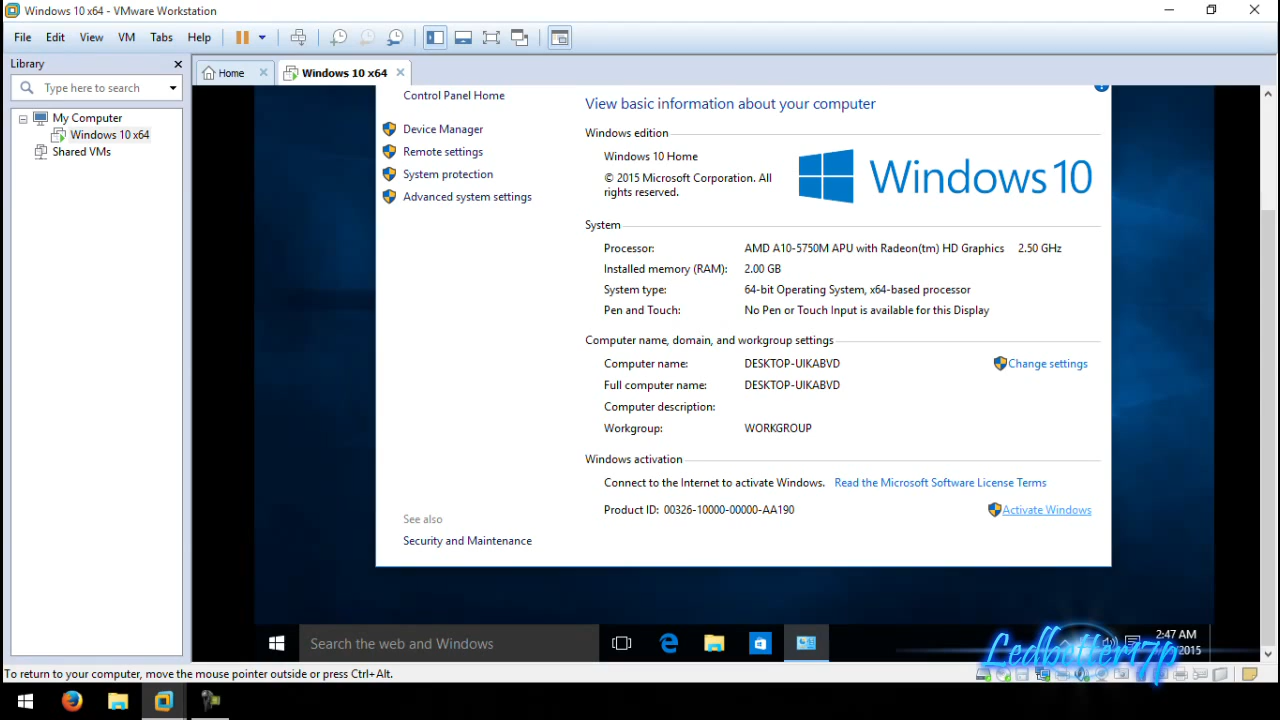 Windows 10 x64 - VMware Workstation
File Edit View VM Tabs Help
Library
Type here to search
My Computer
Windows 10 x64
Shared VMs
Home
Windows 10 x64
Control Panel Home
Device Manager
Remote settings
System protection
Advanced system settings
See also
Security and Maintenance
View basic information about your computer
Windows edition
Windows 10 Home
© 2015 Microsoft Corporation. All
rights reserved.
Windows 10
System
Processor: AMD A10-5750M APU with Radeon(tm) HD Graphics 2.50 GHz
Installed memory (RAM): 2.00 GB
System type: 64-bit Operating System, x64-based processor
Pen and Touch: No Pen or Touch Input is available for this Display
Computer name, domain, and workgroup settings
Computer name: DESKTOP-UIKABVD
Change settings
Full computer name: DESKTOP-UIKABVD
Computer description:
Workgroup: WORKGROUP
Windows activation
Connect to the Internet to activate Windows. Read the Microsoft Software License Terms
Product ID: 00326-10000-00000-AA190
Activate Windows
Search the web and Windows
2:47 AM
2015
Ledbutter17p
To return to your computer, move the mouse pointer outside or press Ctrl+Alt.